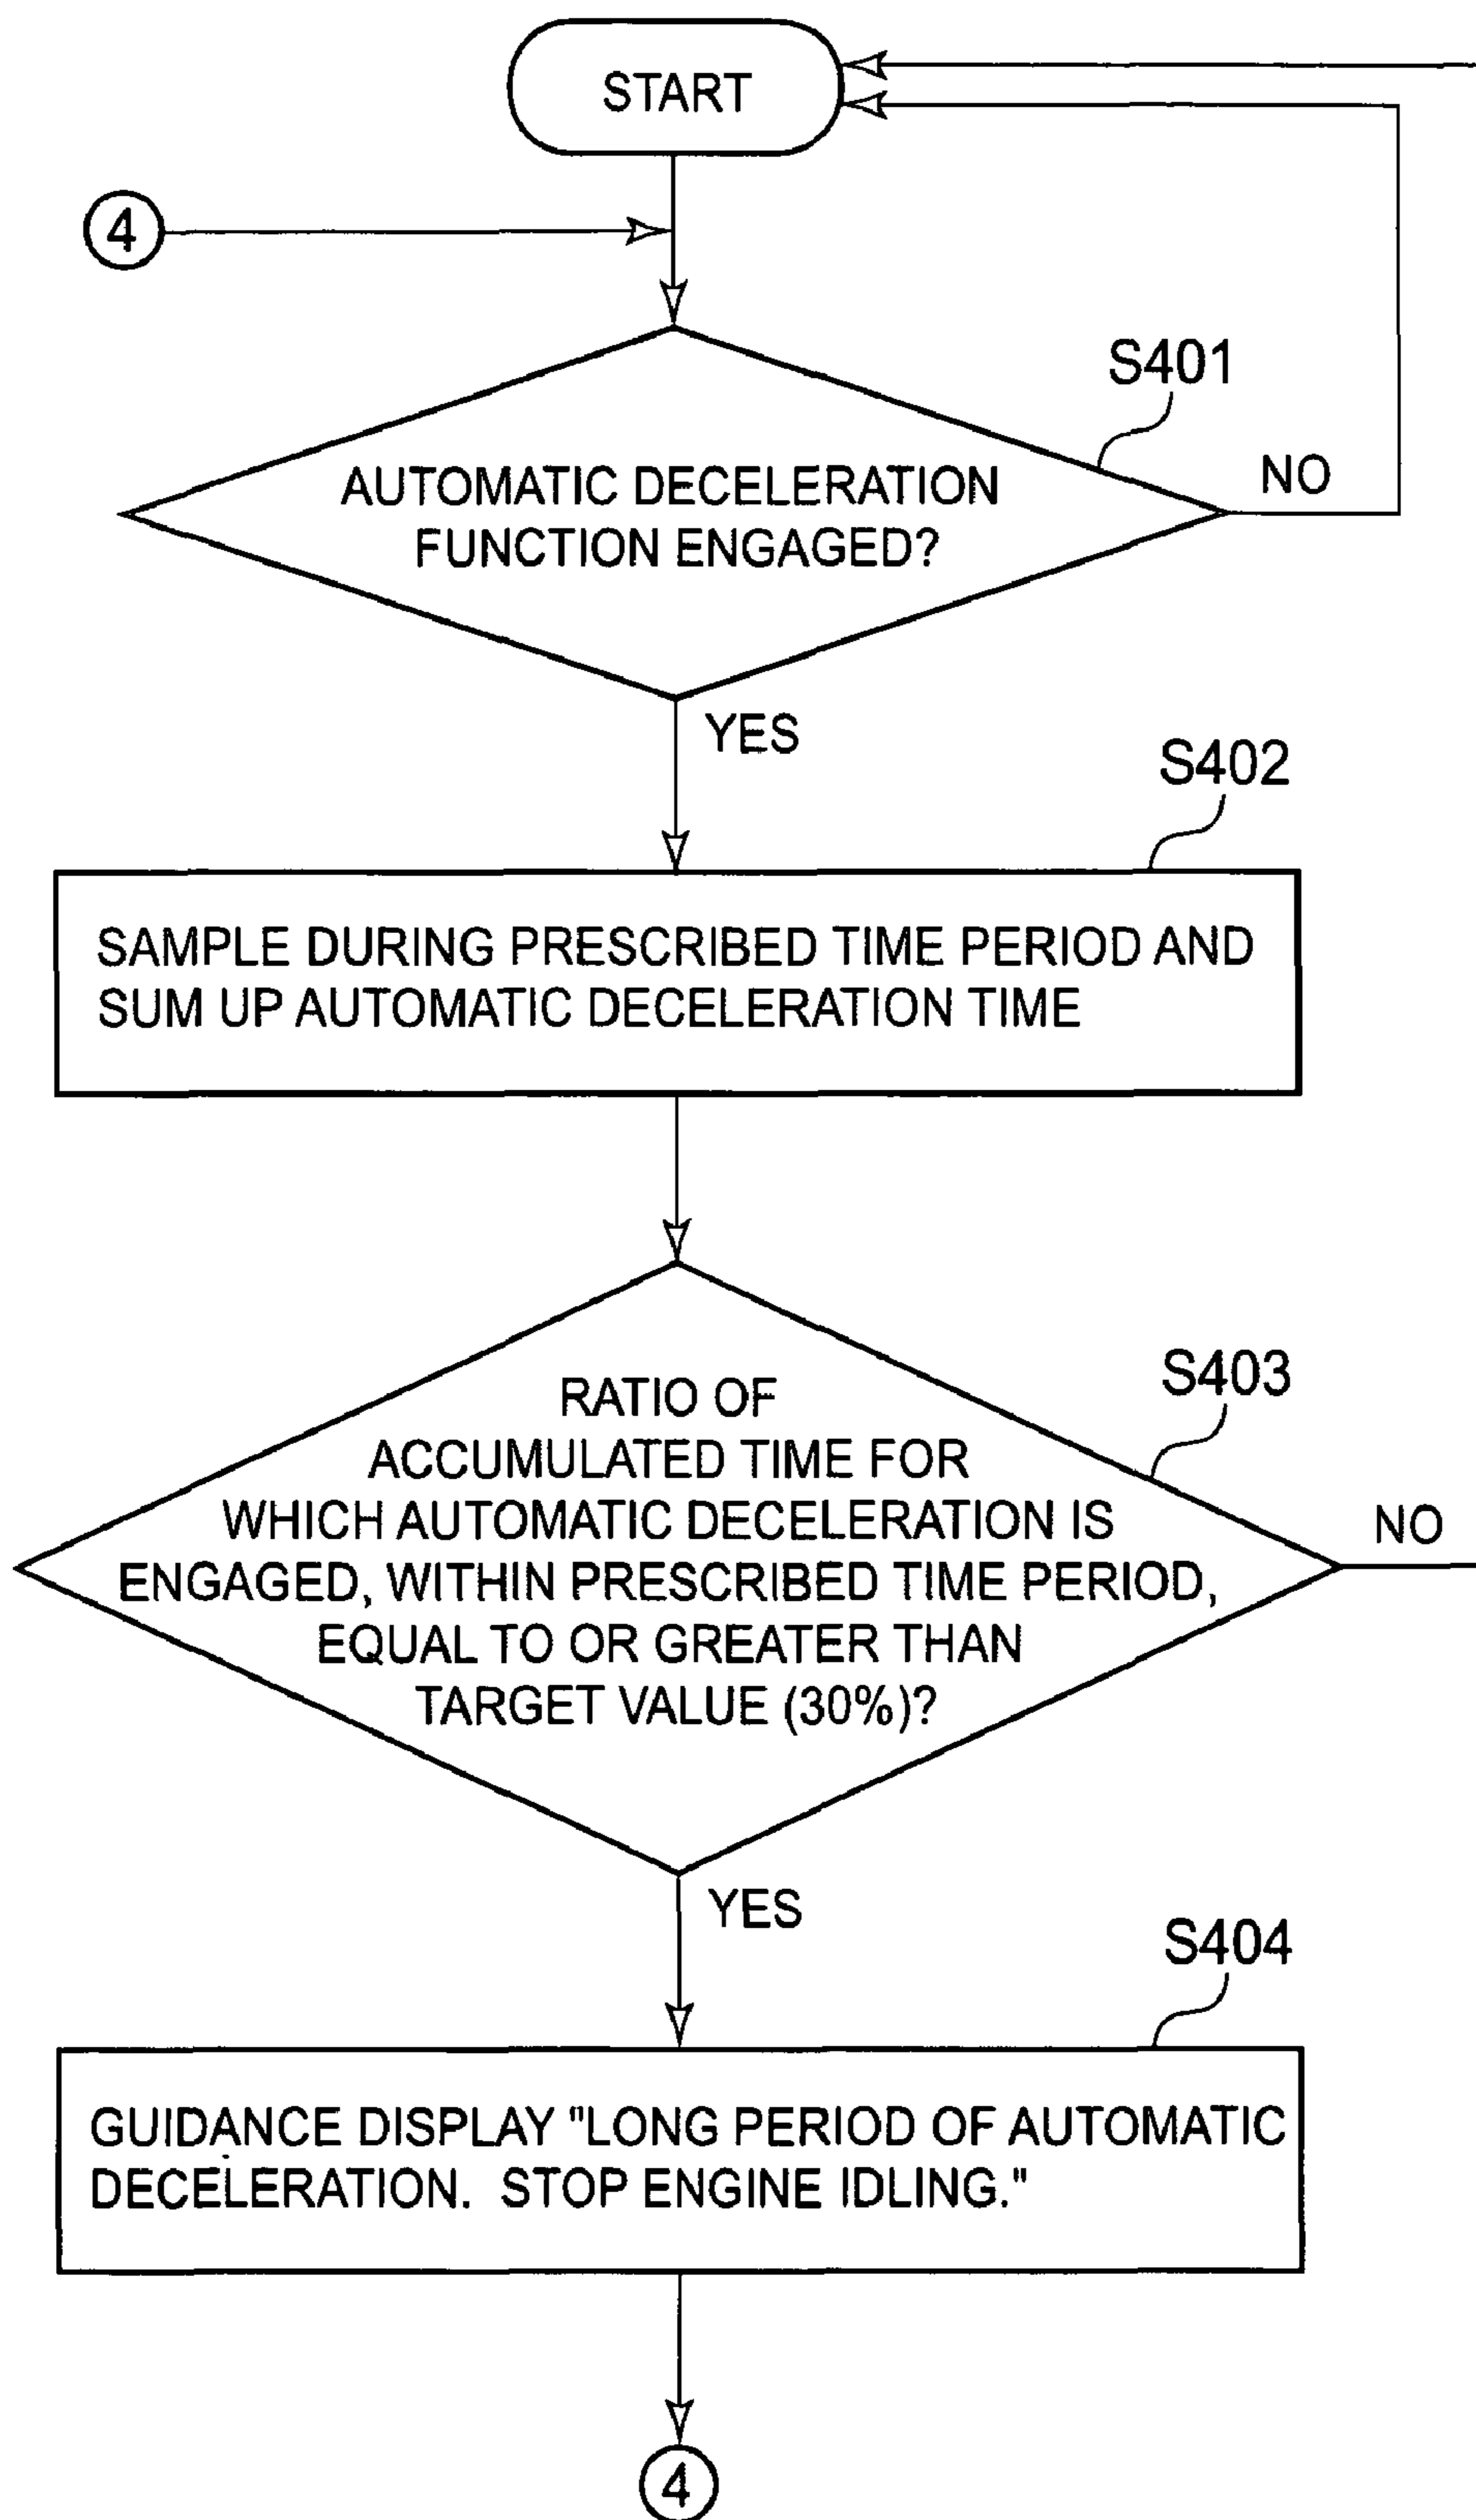 START
4
S401
AUTOMATIC DECELERATION
FUNCTION ENGAGED?
NO
YES
S402
SAMPLE DURING PRESCRIBED TIME PERIOD AND
SUM UP AUTOMATIC DECELERATION TIME
S403
RATIO OF
ACCUMULATED TIME FOR
WHICH AUTOMATIC DECELERATION IS
ENGAGED, WITHIN PRESCRIBED TIME PERIOD,
EQUAL TO OR GREATER THAN
TARGET VALUE (30%)?
NO
YES
S404
GUIDANCE DISPLAY "LONG PERIOD OF AUTOMATIC
DECELERATION. STOP ENGINE IDLING."
4